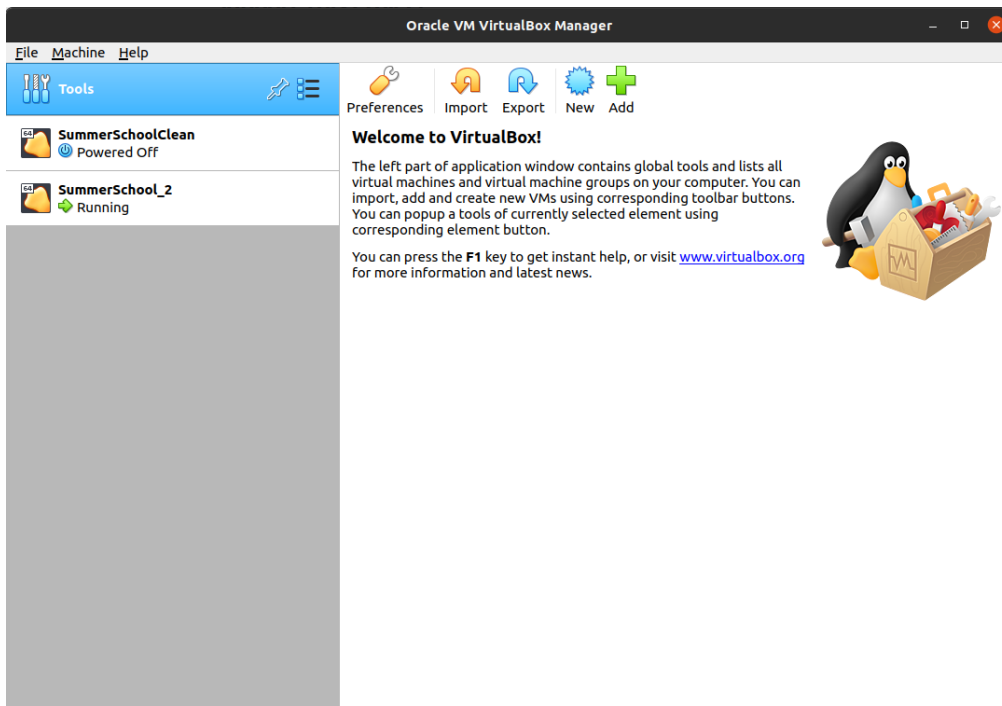 Oracle VM VirtualBox Manager
File Machine Help
Tools
64
SummerSchoolClean
Powered Off
64
SummerSchool_2
Running
Preferences Import Export New Add
Welcome to VirtualBox!
The left part of application window contains global tools and lists all
virtual machines and virtual machine groups on your computer. You can
import, add and create new VMs using corresponding toolbar buttons.
You can popup a tools of currently selected element using
corresponding element button.
You can press the F1 key to get instant help, or visit www.virtualbox.org
for more information and latest news.